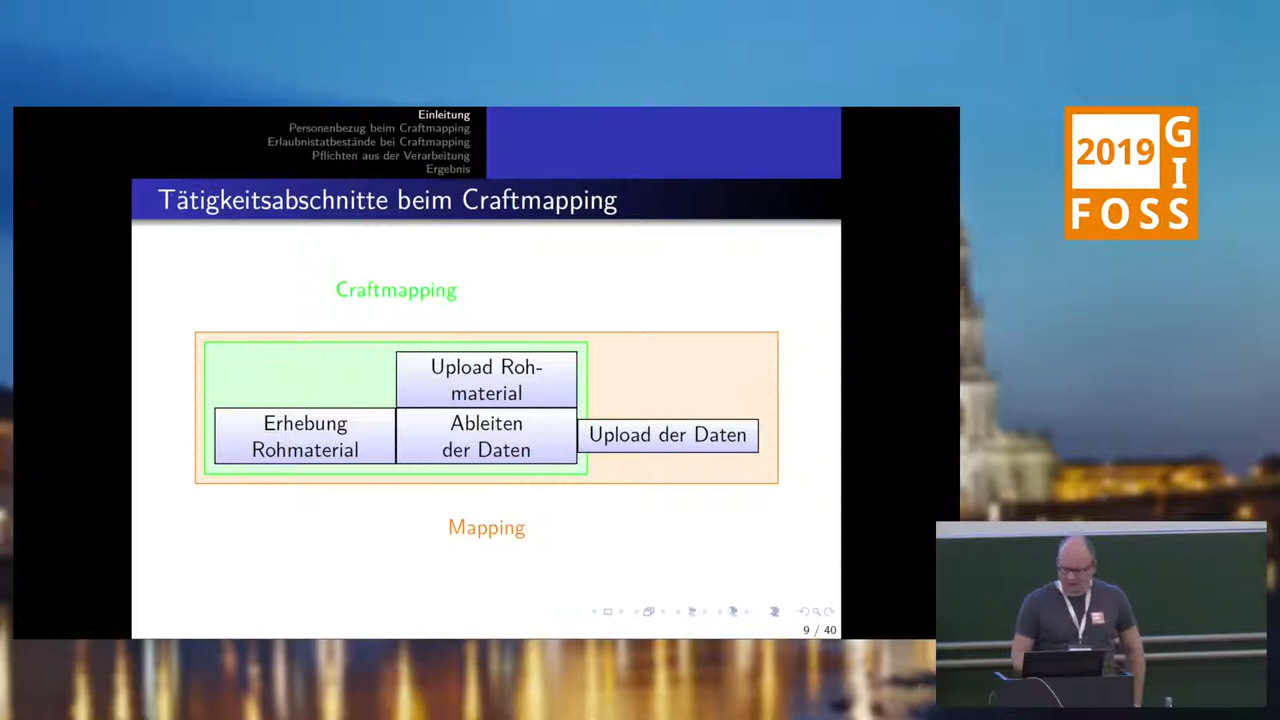 Einleitung
Personenbezug beim Craftmapping
Erlaubnistatbestände bei Craftmapping
Pflichten aus der Verarbeitung
Ergebnis
Tätigkeitsabschnitte beim Craftmapping
Craftmapping
Upload Roh-
material
Erhebung
Rohmaterial
Ableiten
der Daten
Upload der Daten
Mapping
9 / 40
2019
GIS
FOSS